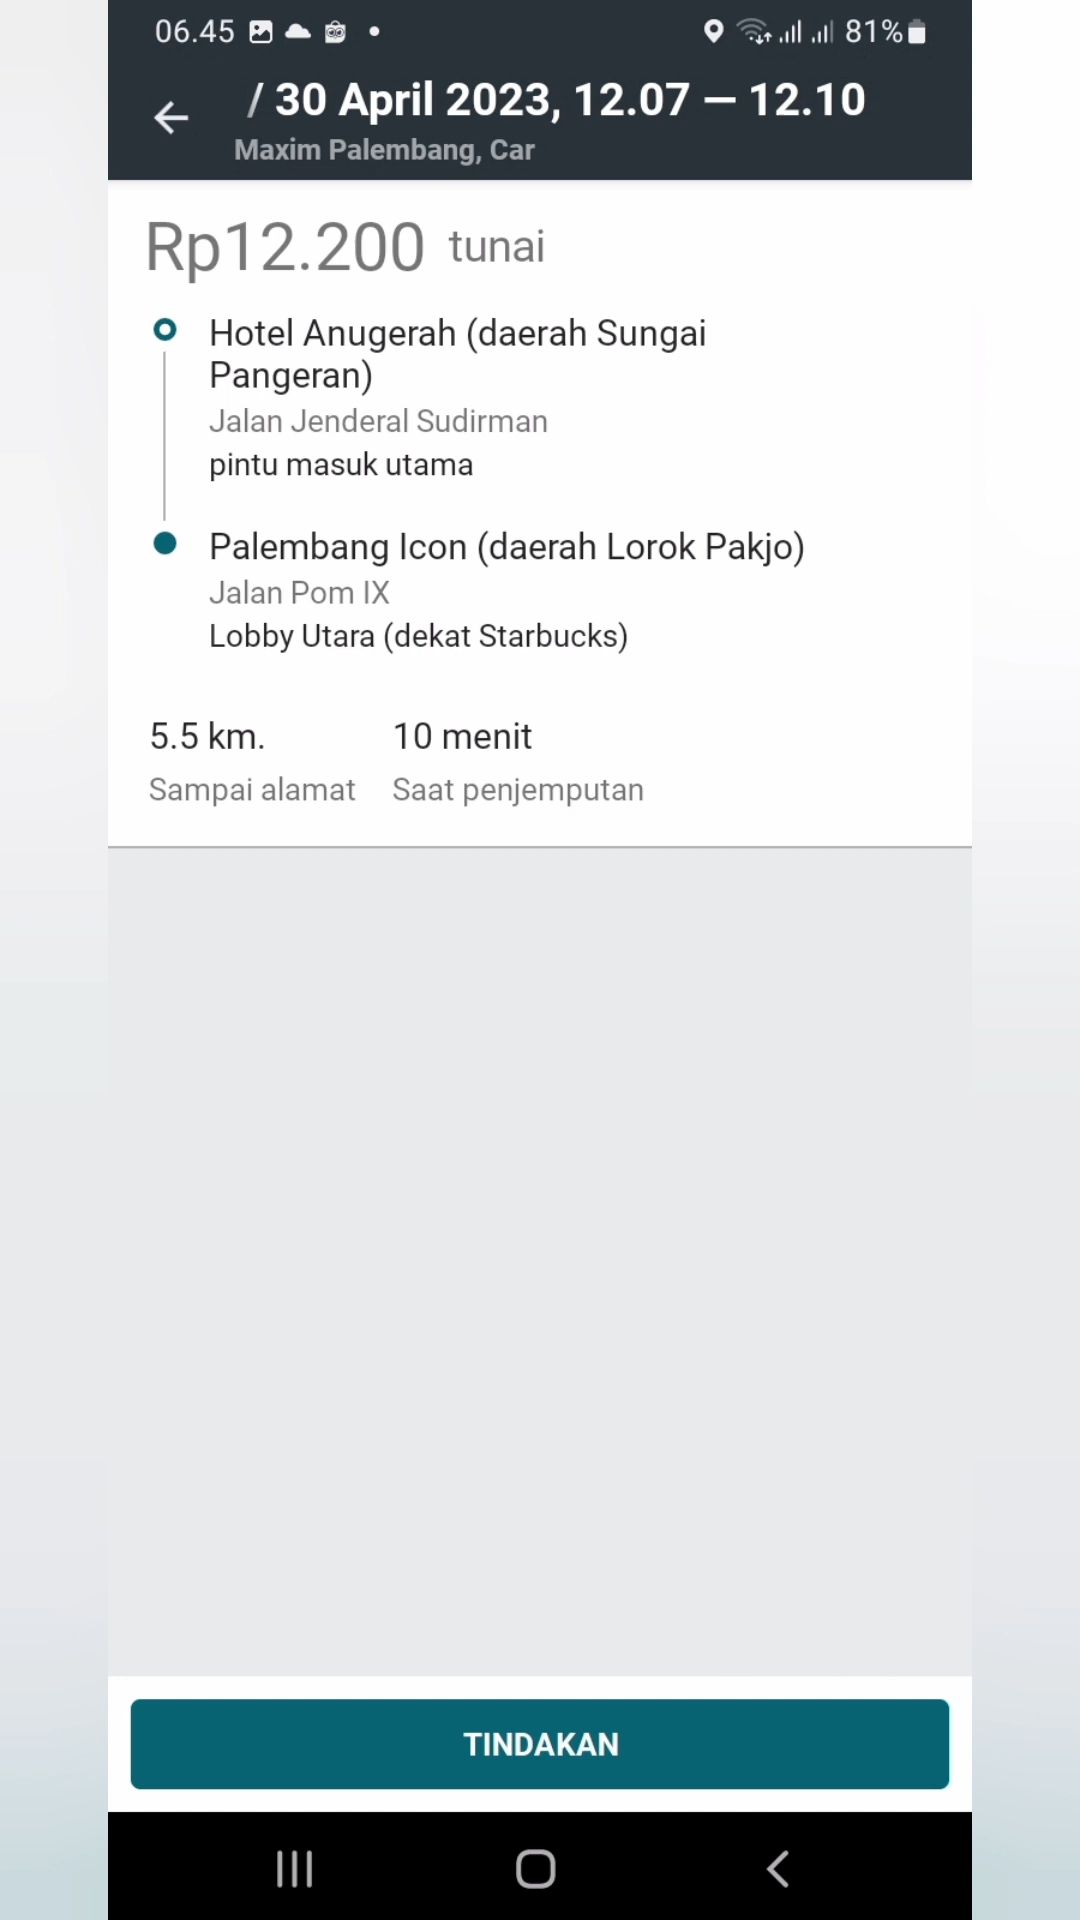 06.45
81%
/ 30 April 2023, 12.07 — 12.10
Maxim Palembang, Car
Rp12.200 tunai
Hotel Anugerah (daerah Sungai
Pangeran)
Jalan Jenderal Sudirman
pintu masuk utama
Palembang Icon (daerah Lorok Pakjo)
Jalan Pom IX
Lobby Utara (dekat Starbucks)
5.5 km. 10 menit
Sampai alamat Saat penjemputan
TINDAKAN